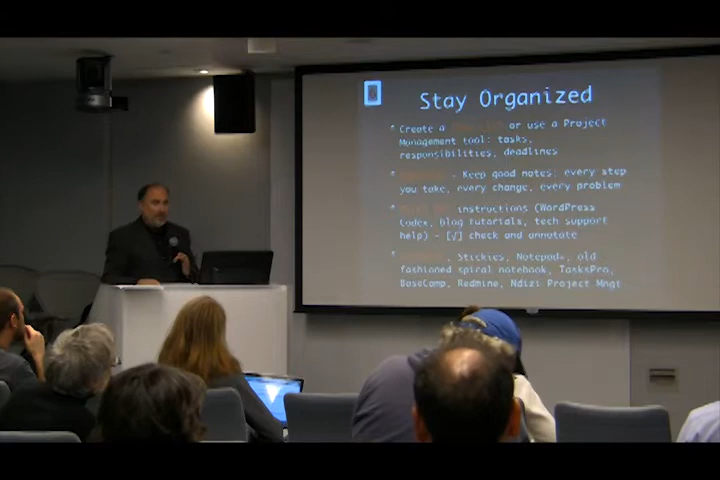 Stay Organized
Create a or use a Project
Management tool: tasks,
responsibilities, deadlines
. Keep good notes: every step
you take, every change, every problem
instructions (WordPress
Codex, blog tutorials, tech support
help) - [√] check and annotate
. Stickies, Notepad+, old
fashioned spiral notebook, TasksPro,
BaseCamp, Redmine, Ndizi Project Mngt